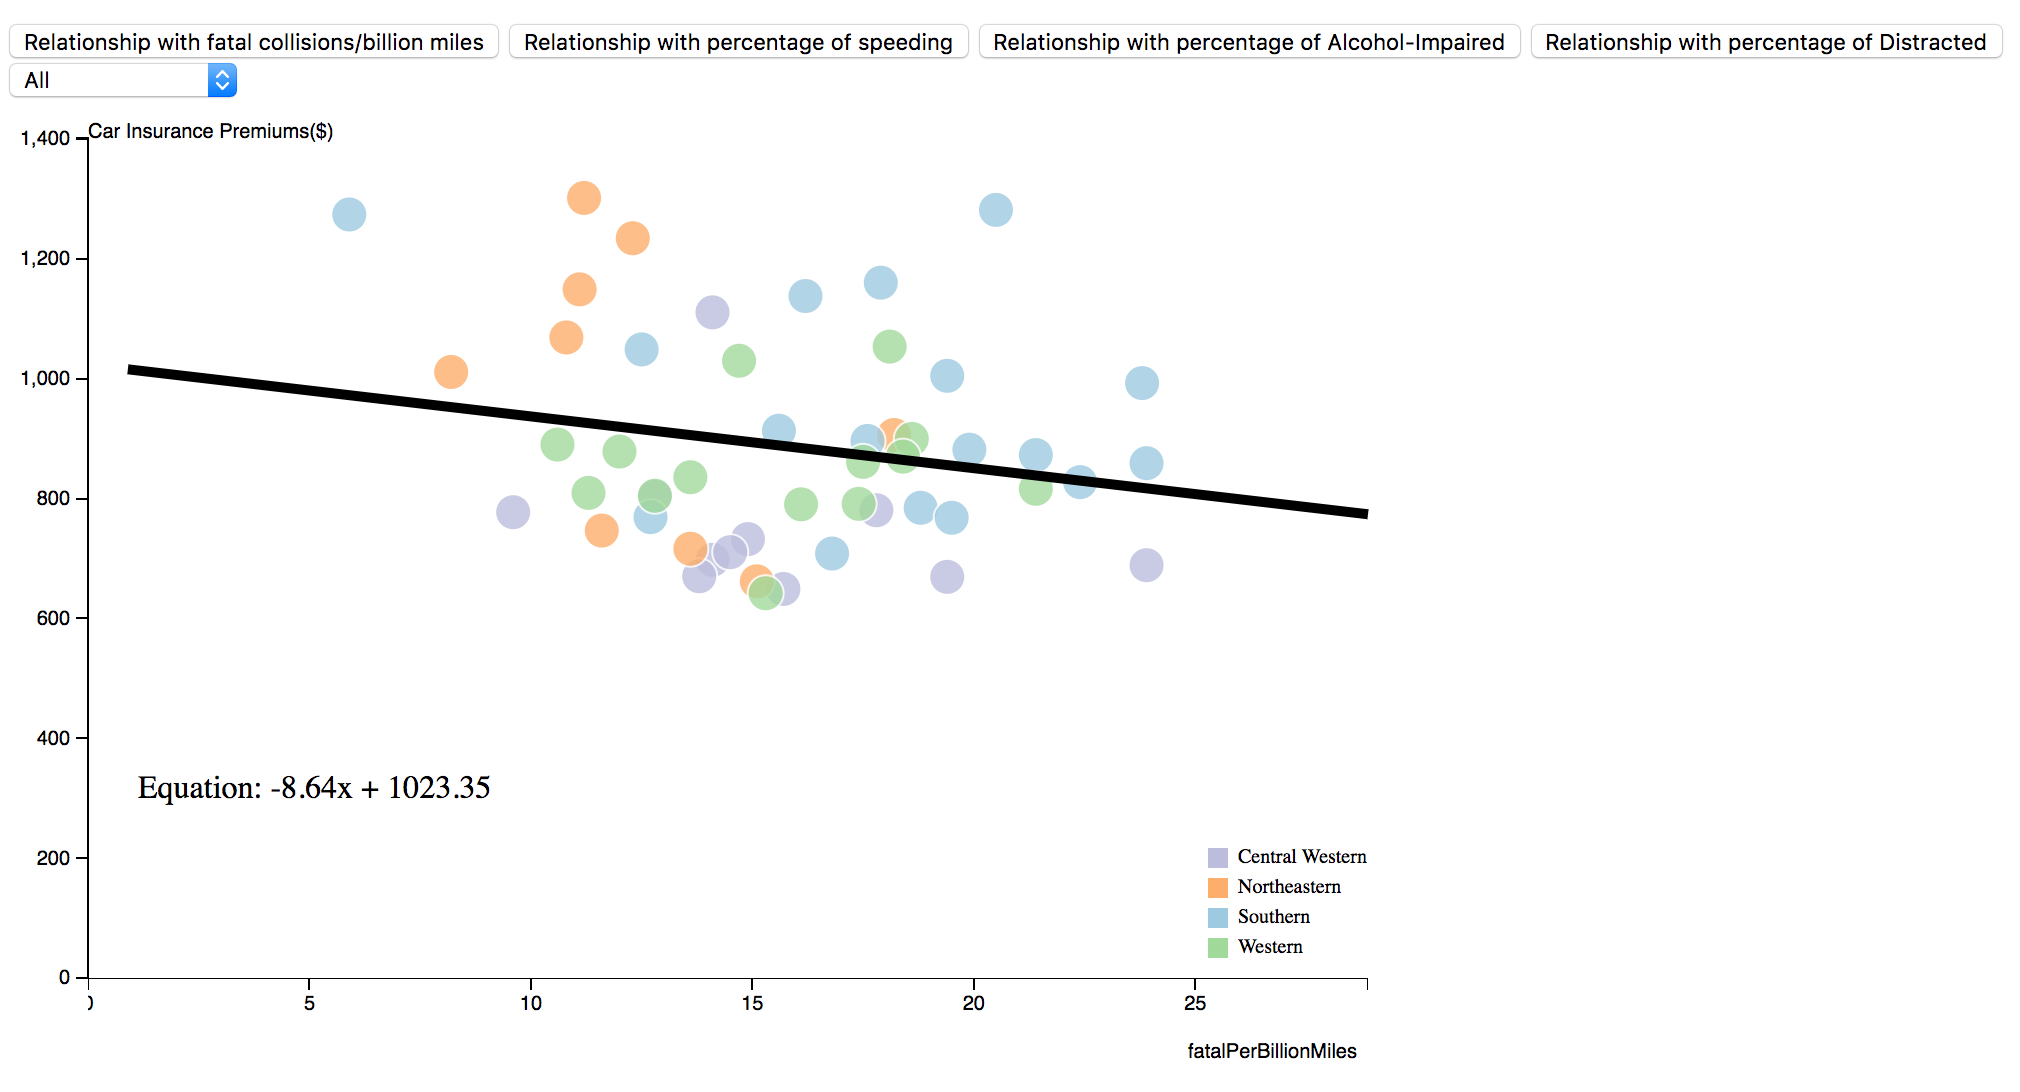 Relationship with fatal collisions/billion miles Relationship with percentage of speeding Relationship with percentage of Alcohol-Impaired Relationship with percentage of Distracted
All
Car Insurance Premiums($)
1,400
1,200
1,000
800
600
400
Equation: -8.64x + 1023.35
200
Central Western
Northeastern
Southern
Western
0
0 5 10 15 20 25
fatalPerBillionMiles